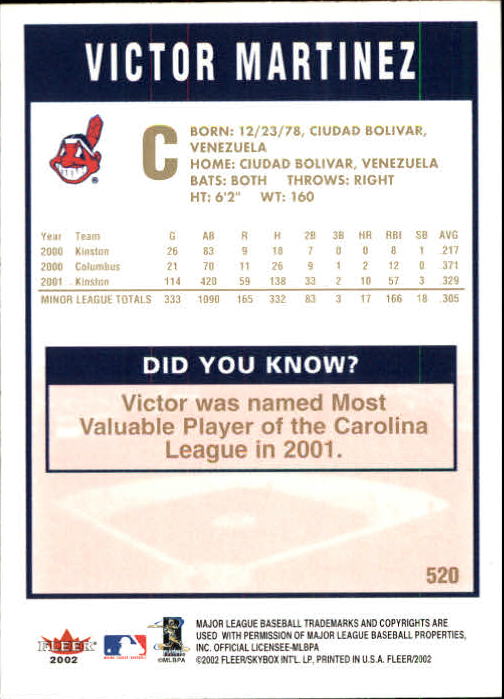 VICTOR MARTINEZ
C
BORN: 12/23/78, CIUDAD BOLIVAR,
VENEZUELA
HOME: CIUDAD BOLIVAR, VENEZUELA
BATS: BOTH THROWS: RIGHT
HT: 6'2" WT: 160
Year Team G AB R H 2B 3B HR RBI SB AVG
2000 Kinston 26 83 9 18 7 0 0 8 1 .217
2000 Columbus 21 70 11 26 9 1 2 12 0 .371
2001 Kinston 114 420 59 138 33 2 10 57 3 .329
MINOR LEAGUE TOTALS 333 1090 165 332 83 3 17 166 18 .305
DID YOU KNOW?
Victor was named Most
Valuable Player of the Carolina
League in 2001.
520
MAJOR LEAGUE BASEBALL TRADEMARKS AND COPYRIGHTS ARE
USED WITH PERMISSION OF MAJOR LEAGUE BASEBALL PROPERTIES,
INC. OFFICIAL LICENSEE-MLBPA
©2002 FLEER/SKYBOX INT'L. LP, PRINTED IN U.S.A. FLEER/2002
FLEER
2002
©MLBPA